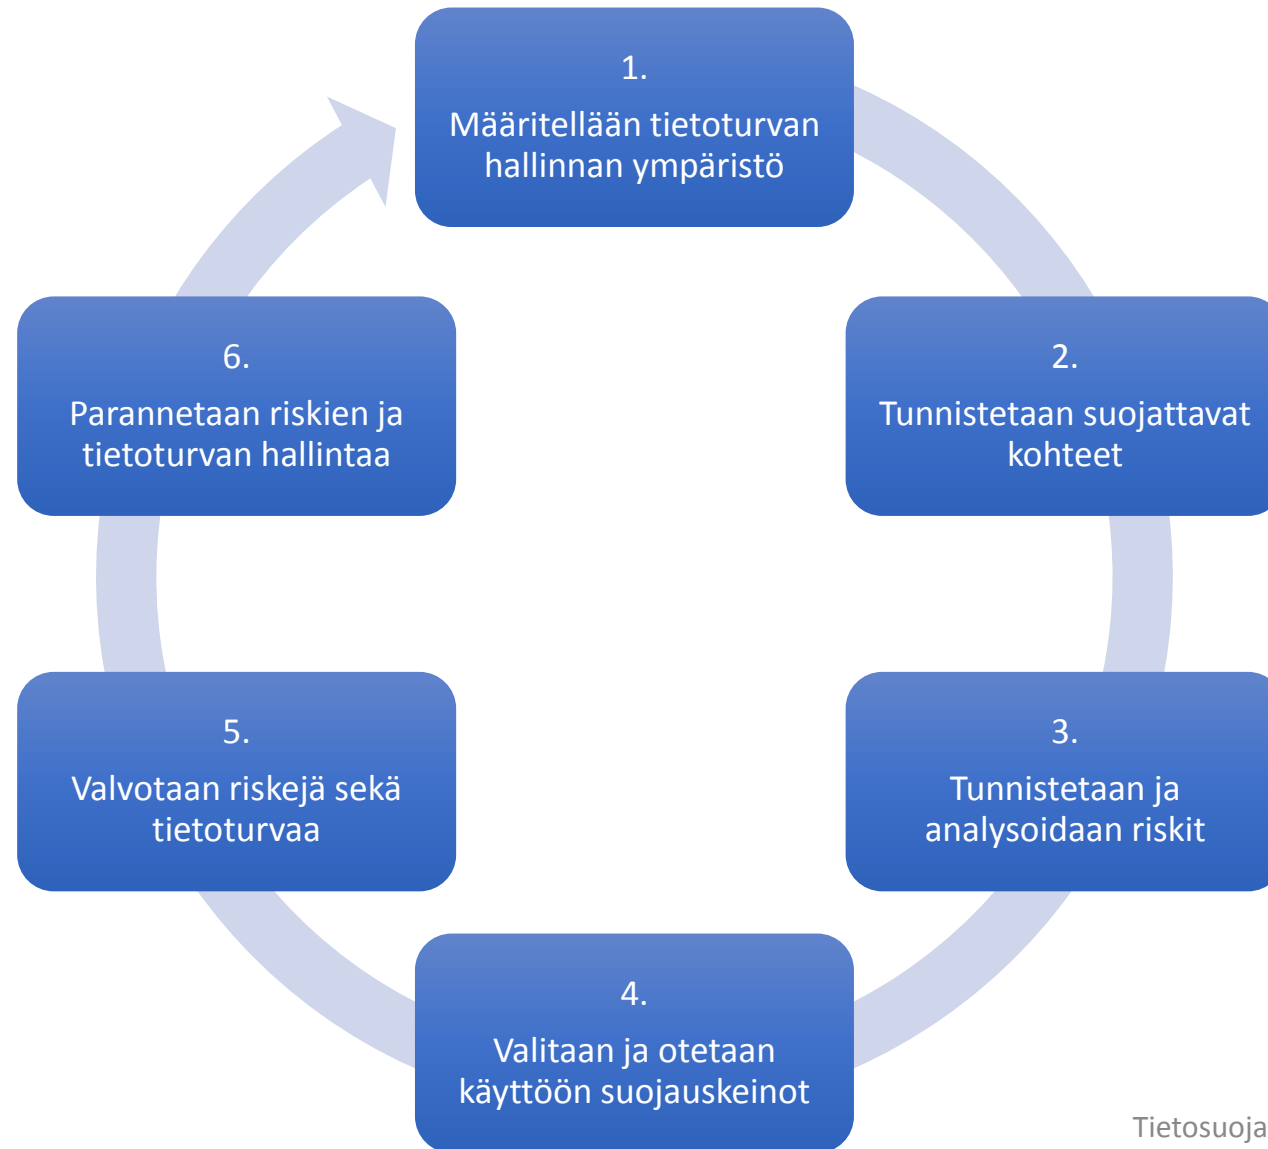 1.
Määritellään tietoturvan
hallinnan ympäristö
2.
Tunnistetaan suojattavat
kohteet
3.
Tunnistetaan ja
analysoidaan riskit
4.
Valitaan ja otetaan
käyttöön suojauskeinot
5.
Valvotaan riskejä sekä
tietoturvaa
6.
Parannetaan riskien ja
tietoturvan hallintaa
Tietosuoja